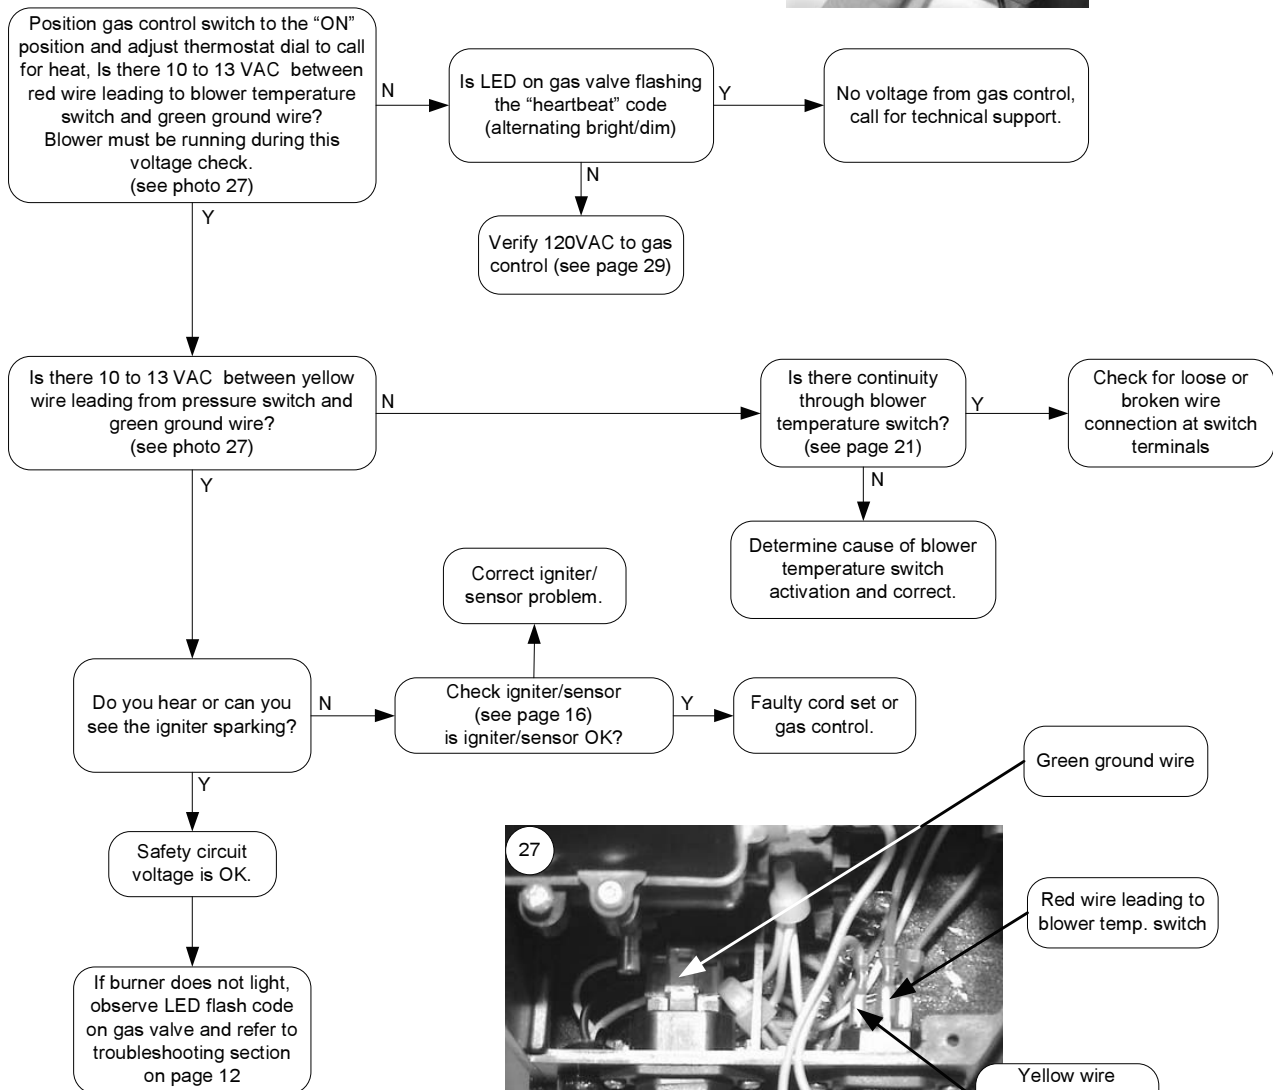 Position gas control switch to the “ON”
position and adjust thermostat dial to call
for heat, Is there 10 to 13 VAC between
red wire leading to blower temperature
switch and green ground wire?
Blower must be running during this
voltage check.
(see photo 27)
N
Is LED on gas valve flashing
the “heartbeat” code
(alternating bright/dim)
Y
No voltage from gas control,
call for technical support.
N
Verify 120VAC to gas
control (see page 29)
Y
Is there 10 to 13 VAC between yellow
wire leading from pressure switch and
green ground wire?
(see photo 27)
N
Is there continuity
through blower
temperature switch?
(see page 21)
Y
Check for loose or
broken wire
connection at switch
terminals
N
Determine cause of blower
temperature switch
activation and correct.
Y
Correct igniter/
sensor problem.
Do you hear or can you
see the igniter sparking?
N
Check igniter/sensor
(see page 16)
is igniter/sensor OK?
Y
Faulty cord set or
gas control.
Y
Safety circuit
voltage is OK.
If burner does not light,
observe LED flash code
on gas valve and refer to
troubleshooting section
on page 12
27
Green ground wire
Red wire leading to
blower temp. switch
Yellow wire